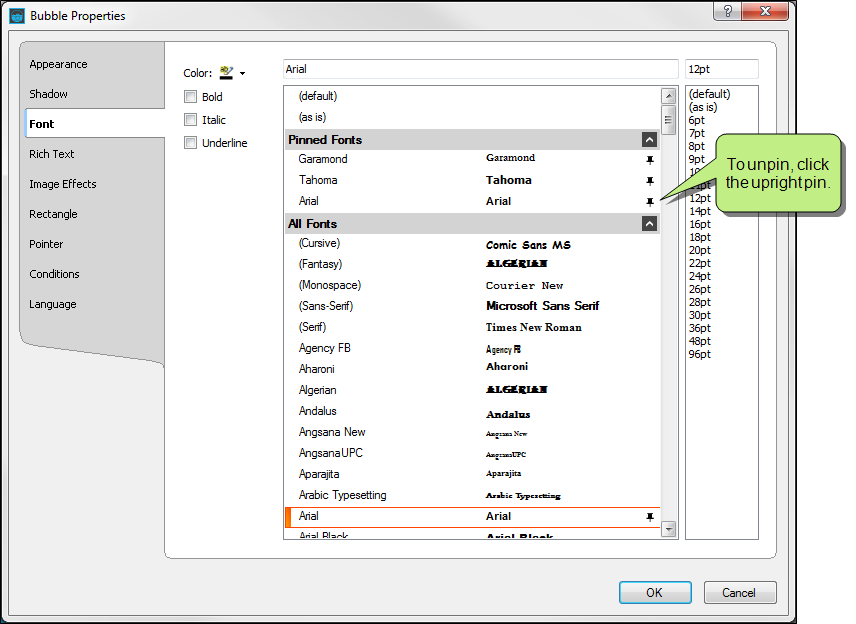 Bubble Properties
Appearance
Shadow
Font
Rich Text
Image Effects
Rectangle
Pointer
Conditions
Language
Color:
Bold
Italic
Underline
Arial
12pt
(default)
(as is)
Pinned Fonts
Garamond Garamond
Tahoma Tahoma
Arial Arial
All Fonts
(Cursive) Comic Sans MS
(Fantasy) ALGERIAN
(Monospace) Courier New
(Sans-Serif) Microsoft Sans Serif
(Serif) Times New Roman
Agency FB Agency FB
Aharoni Aharoni
Algerian ALGERIAN
Andalus Andalus
Angsana New Angsana New
AngsanaUPC AngsanaUPC
Aparajita Aparajita
Arabic Typesetting Arabic Typesetting
Arial Arial
Arial Black Arial Black
(default)
(as is)
6pt
7pt
8pt
9pt
12pt
14pt
16pt
18pt
20pt
22pt
24pt
26pt
28pt
30pt
36pt
48pt
96pt
To unpin, click
the upright pin.
OK
Cancel